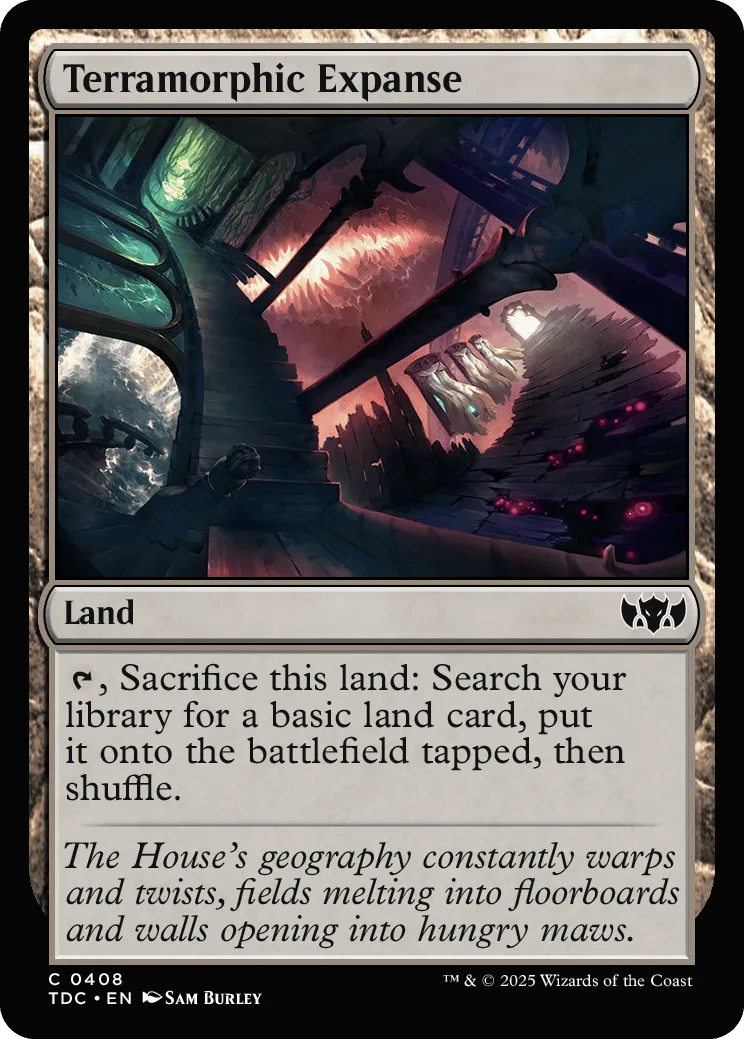 Terramorphic Expanse
Land
, Sacrifice this land: Search your
library for a basic land card, put
it onto the battlefield tapped, then
shuffle.
The House's geography constantly warps
and twists, fields melting into floorboards
and walls opening into hungry maws.
C 0408
TDC • EN Sam Burley
™ & © 2025 Wizards of the Coast